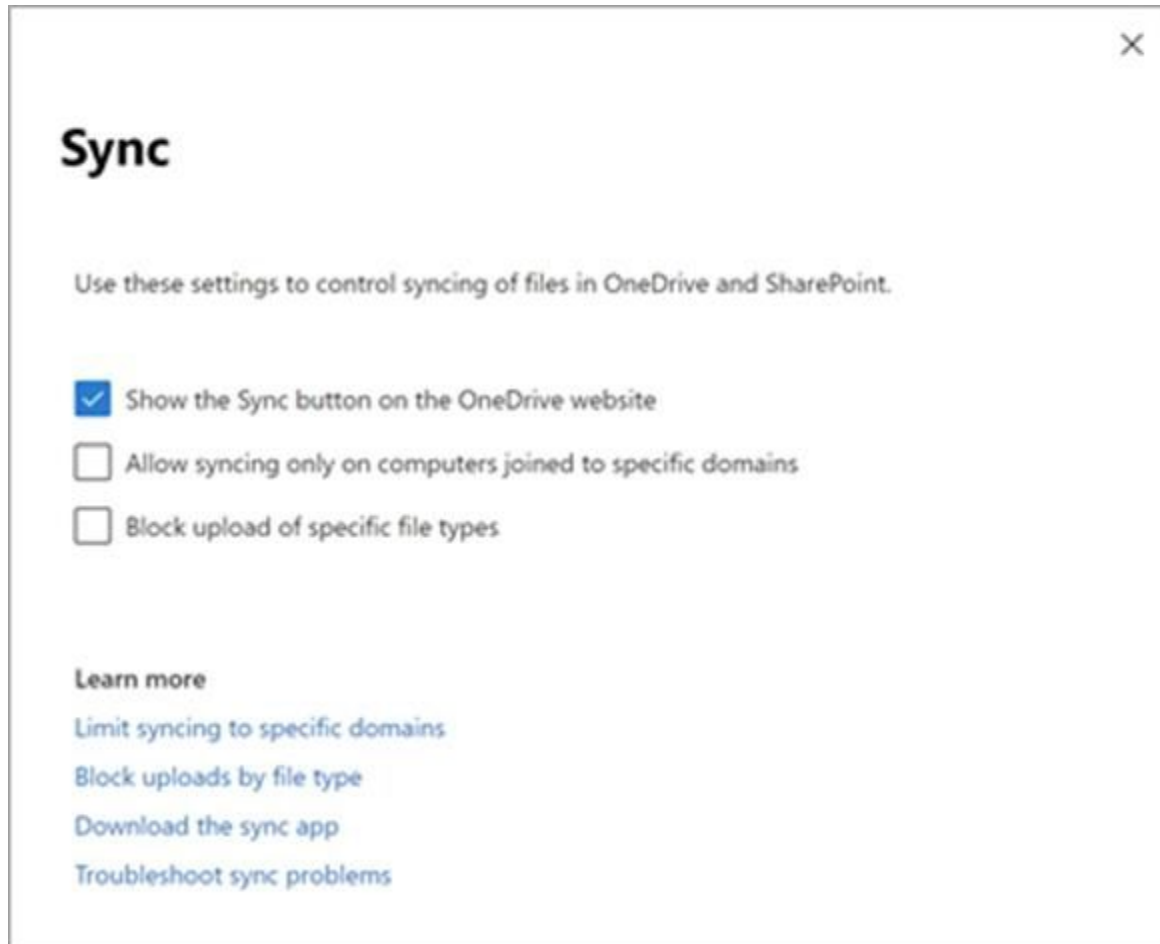 Sync
Use these settings to control syncing of files in OneDrive and SharePoint.
Show the Sync button on the OneDrive website
Allow syncing only on computers joined to specific domains
Block upload of specific file types
Learn more
Limit syncing to specific domains
Block uploads by file type
Download the sync app
Troubleshoot sync problems